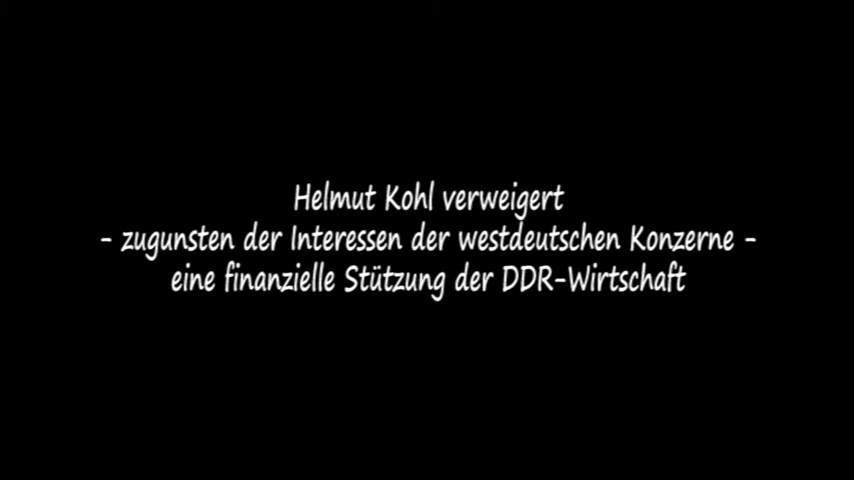 Helmut Kohl verweigert
- zugunsten der Interessen der westdeutschen Konzerne -
eine finanzielle Stützung der DDR-Wirtschaft